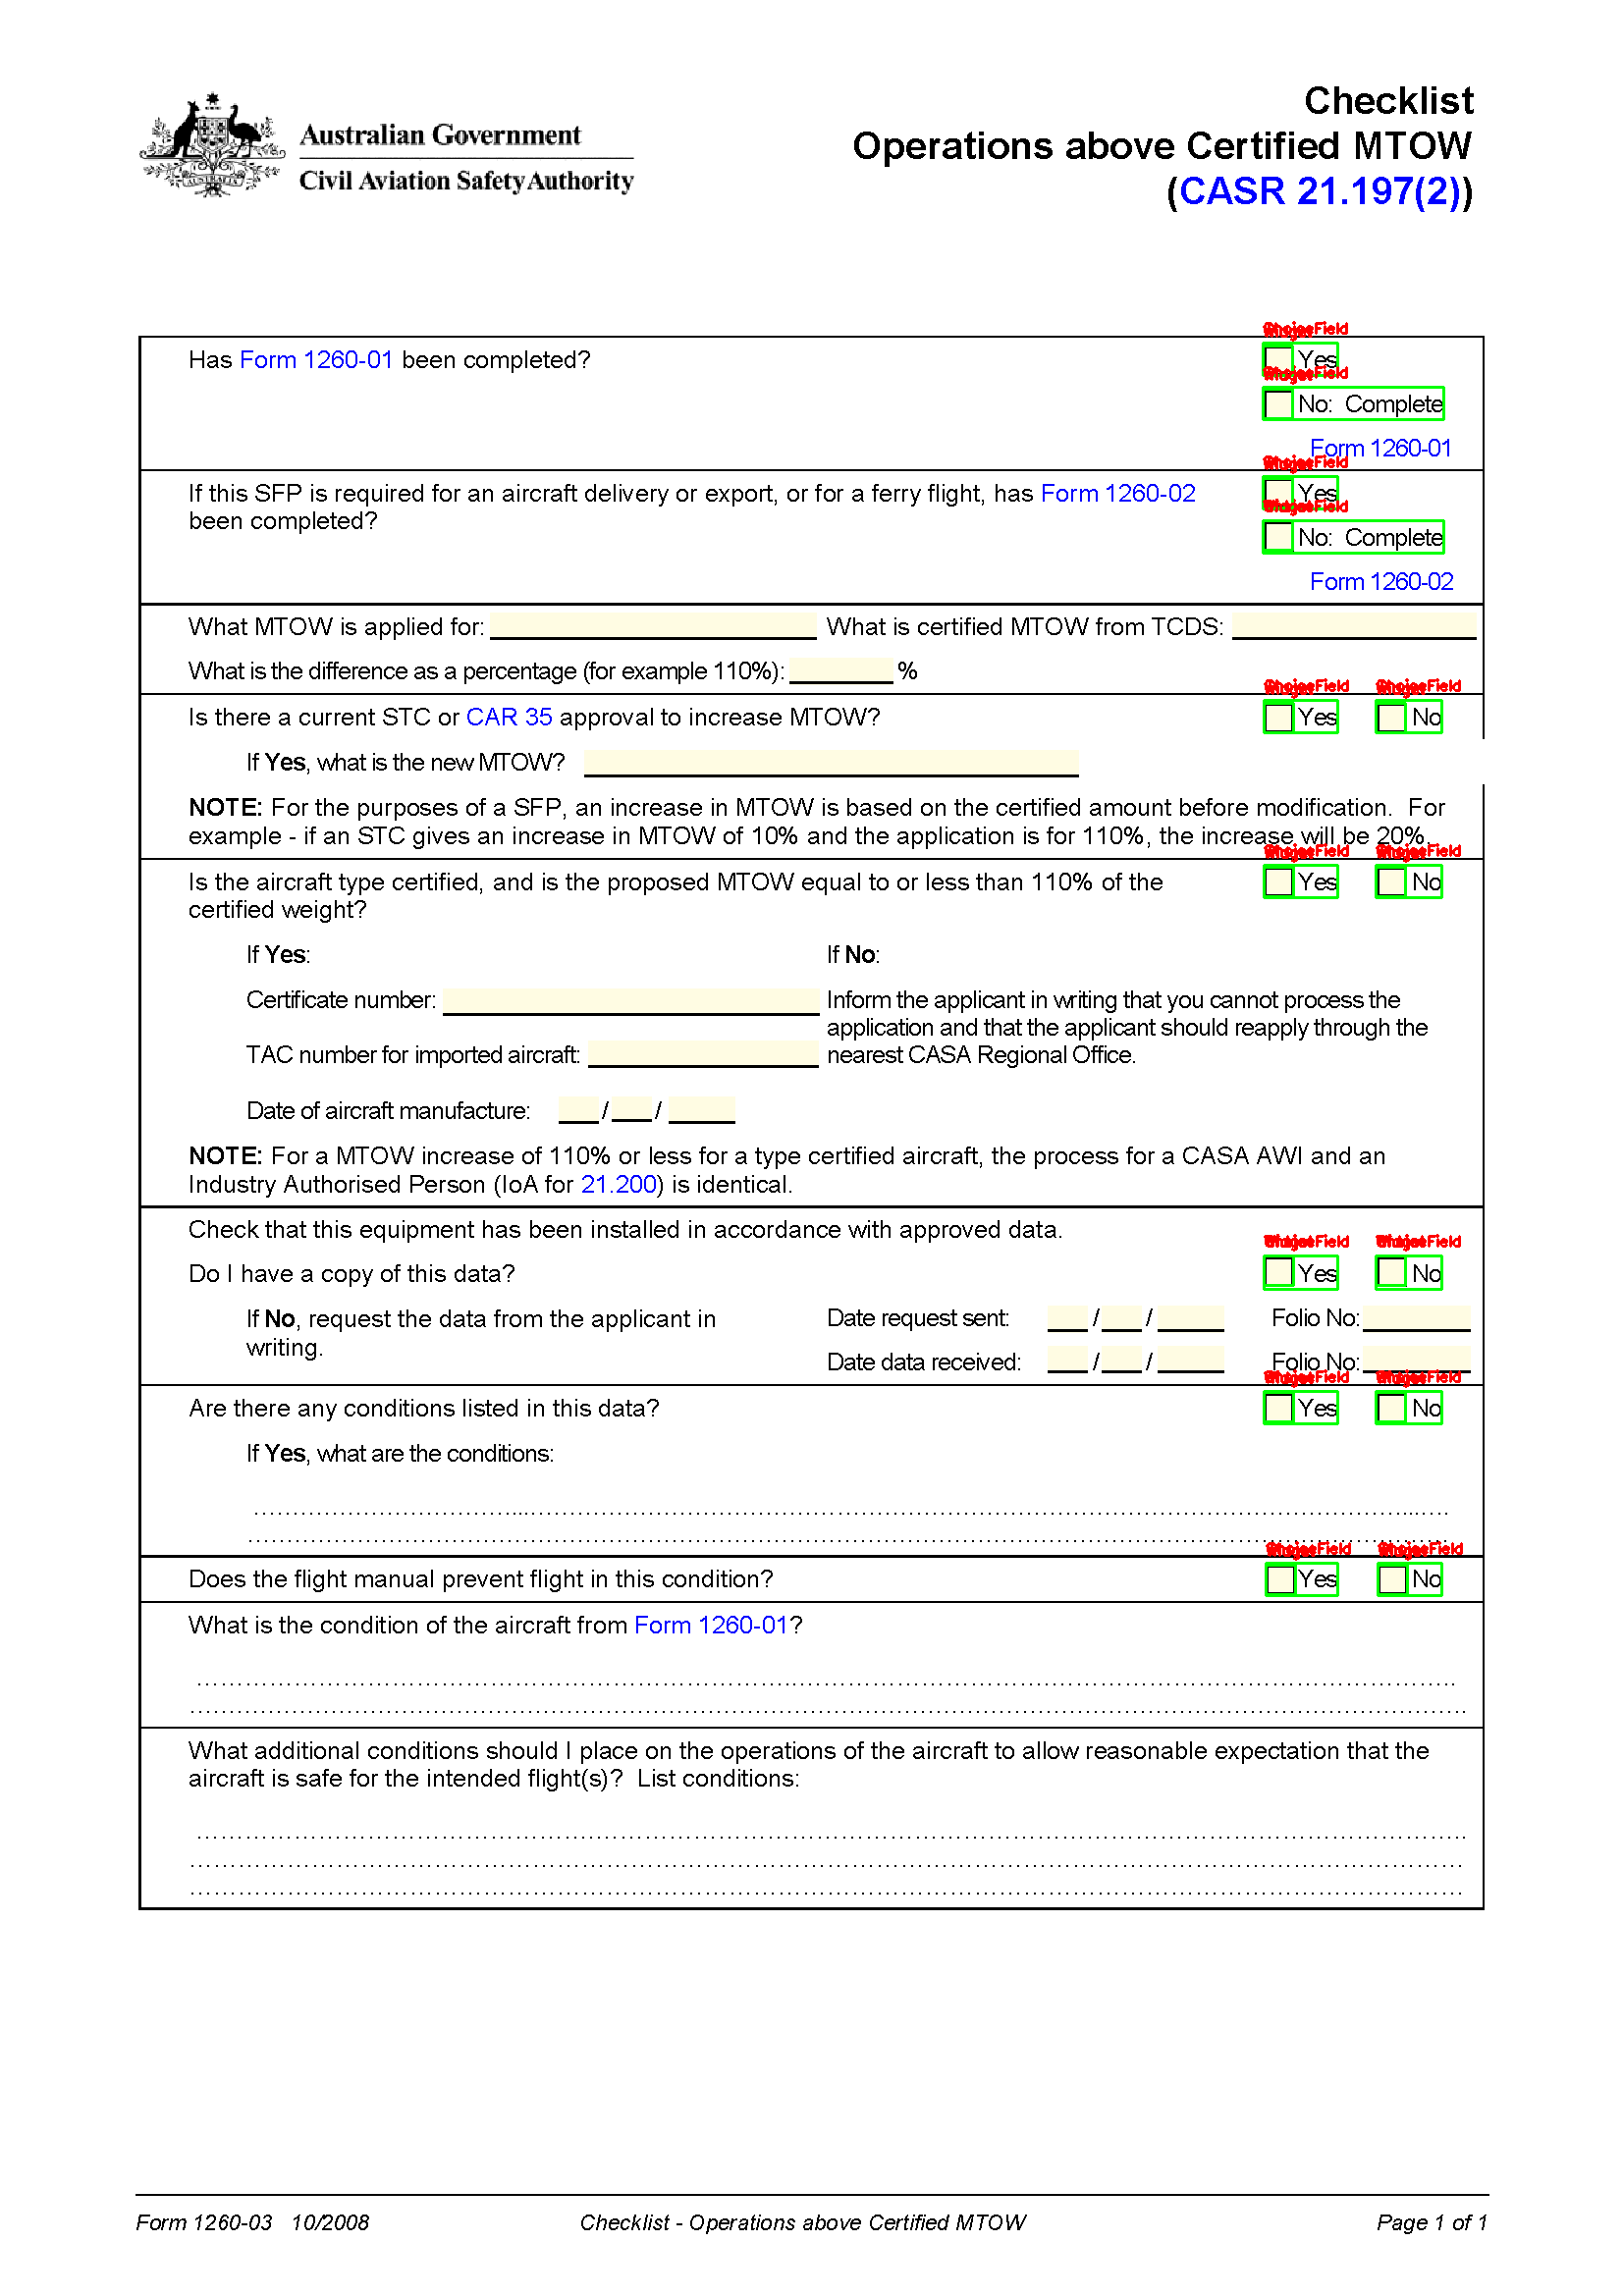 Australian Government
Civil Aviation Safety Authority
Checklist
Operations above Certified MTOW
(CASR 21.197(2))
Has Form 1260-01 been completed?
ChoiceField
Yes
ChoiceField
No: Complete
Form 1260-01
If this SFP is required for an aircraft delivery or export, or for a ferry flight, has Form 1260-02
been completed?
ChoiceField
Yes
ChoiceField
No: Complete
Form 1260-02
What MTOW is applied for: What is certified MTOW from TCDS:
What is the difference as a percentage (for example 110%): %
ChoiceField ChoiceField
Is there a current STC or CAR 35 approval to increase MTOW? Yes No
If Yes, what is the new MTOW?
NOTE: For the purposes of a SFP, an increase in MTOW is based on the certified amount before modification. For
example - if an STC gives an increase in MTOW of 10% and the application is for 110%, the increase will be 20%.
ChoiceField ChoiceField
Is the aircraft type certified, and is the proposed MTOW equal to or less than 110% of the Yes No
certified weight?
If Yes: If No:
Certificate number: Inform the applicant in writing that you cannot process the
application and that the applicant should reapply through the
TAC number for imported aircraft: nearest CASA Regional Office.
Date of aircraft manufacture: / /
NOTE: For a MTOW increase of 110% or less for a type certified aircraft, the process for a CASA AWI and an
Industry Authorised Person (IoA for 21.200) is identical.
Check that this equipment has been installed in accordance with approved data.
ChoiceField ChoiceField
Do I have a copy of this data? Yes No
If No, request the data from the applicant in Date request sent: / / Folio No:
writing.
Date data received: / / Folio No:
ChoiceField ChoiceField
Are there any conditions listed in this data? Yes No
If Yes, what are the conditions:
ChoiceField ChoiceField
Does the flight manual prevent flight in this condition? Yes No
What is the condition of the aircraft from Form 1260-01?
What additional conditions should I place on the operations of the aircraft to allow reasonable expectation that the
aircraft is safe for the intended flight(s)? List conditions:
Form 1260-03 10/2008 Checklist - Operations above Certified MTOW Page 1 of 1